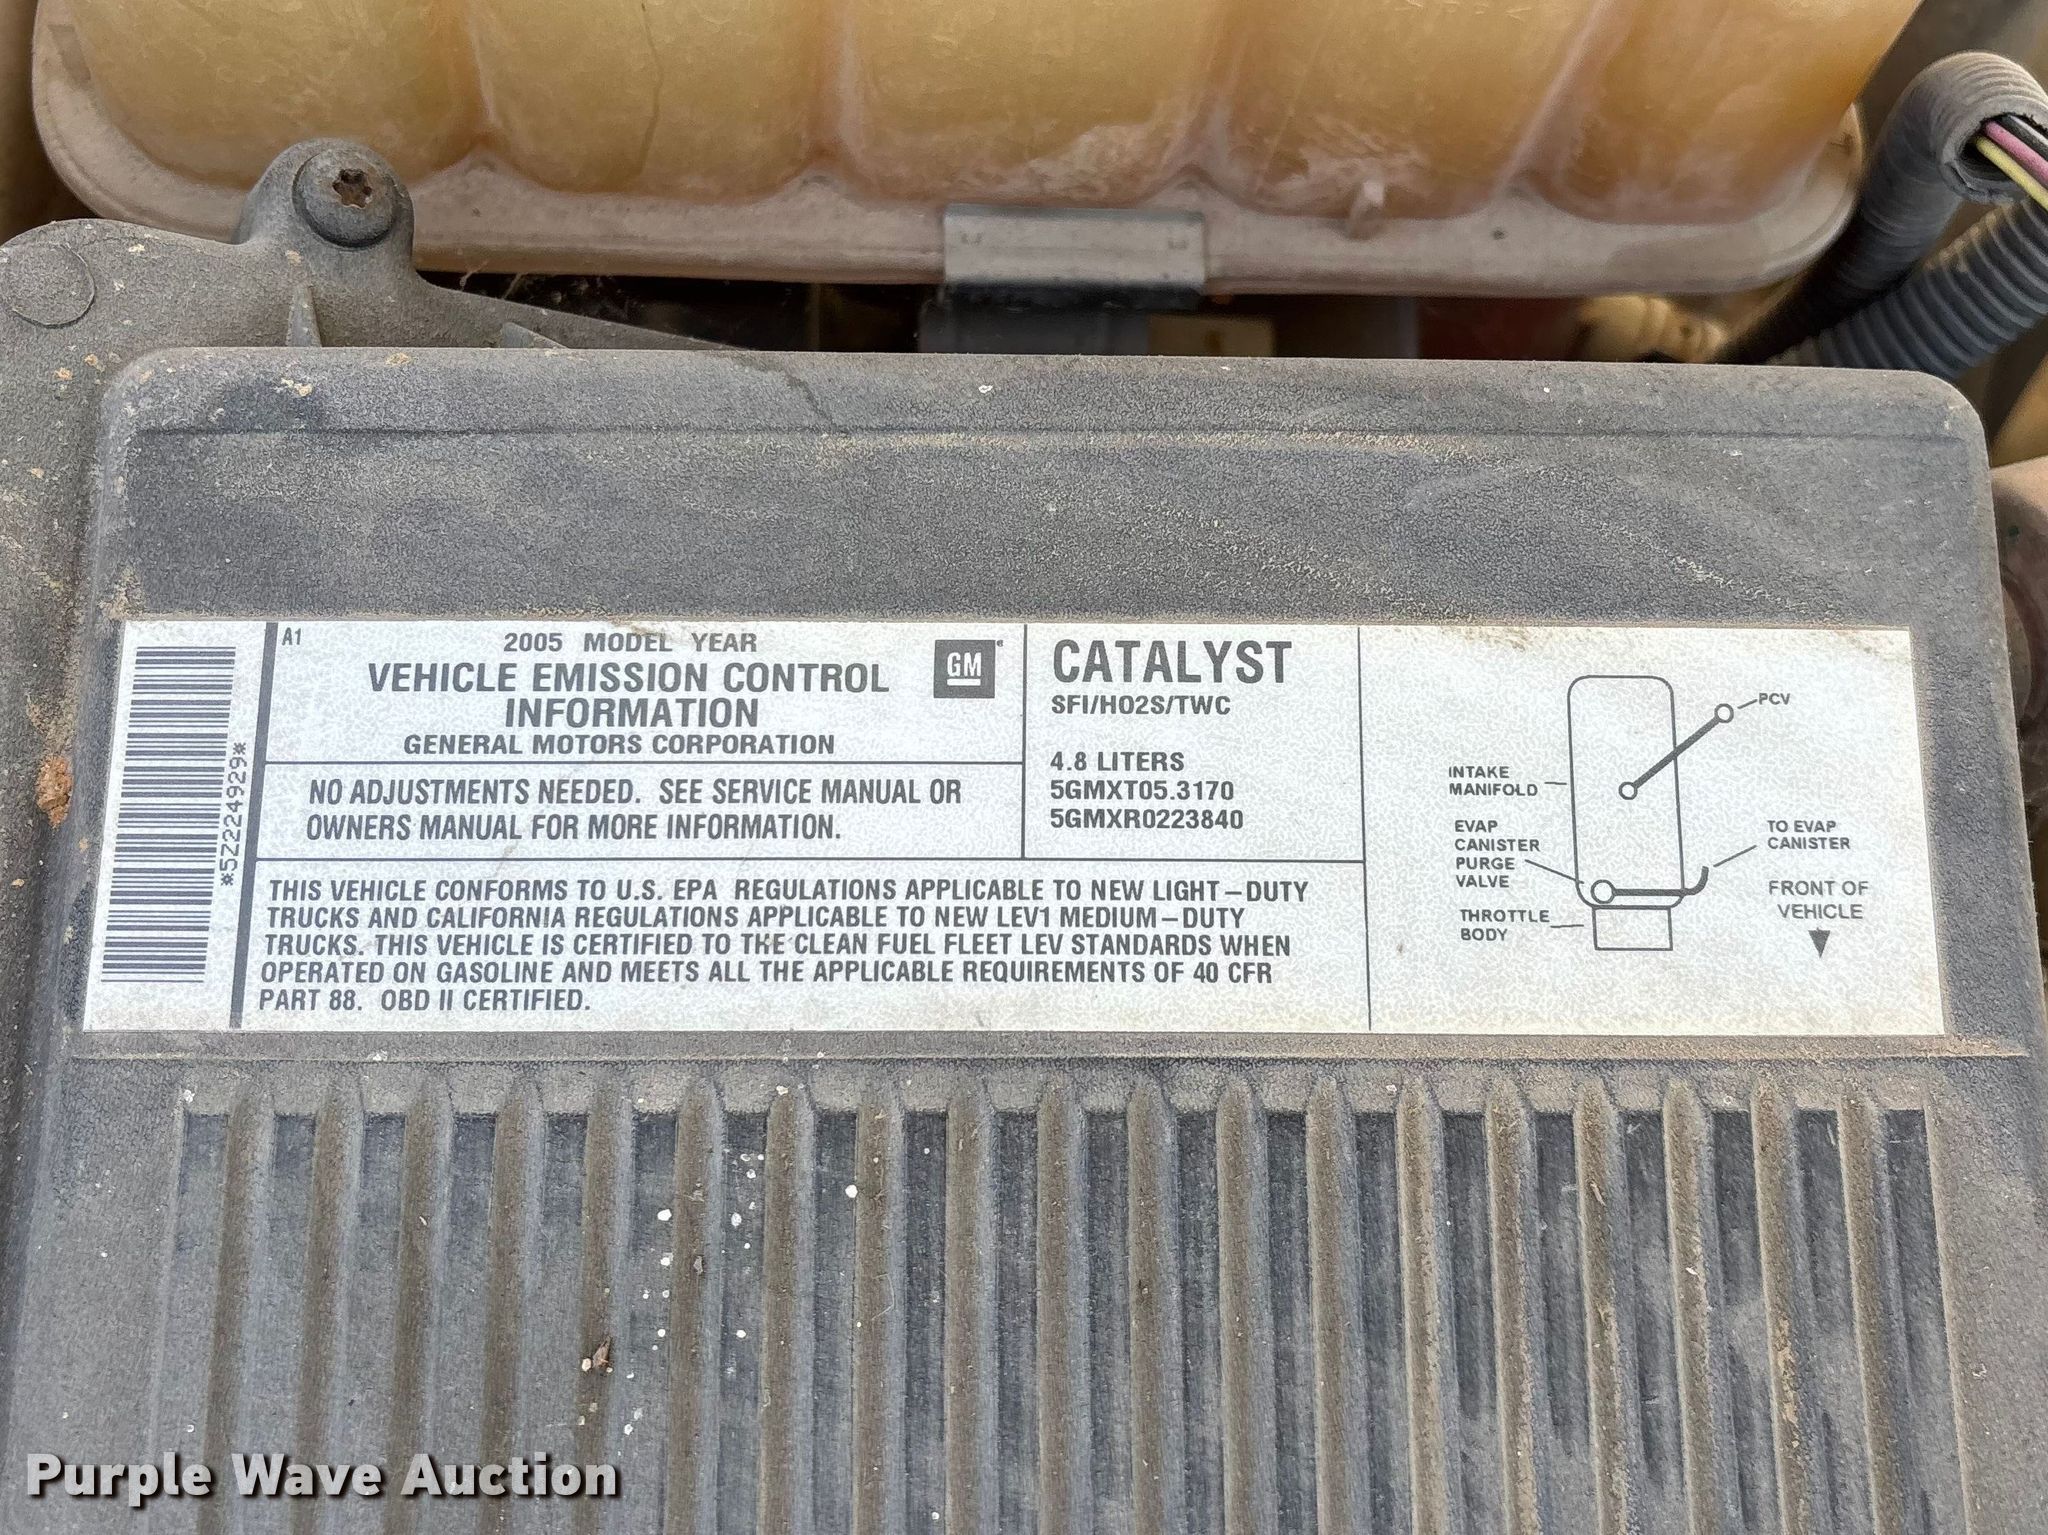 *52224929*
A1
2005 MODEL YEAR
VEHICLE EMISSION CONTROL
INFORMATION
GENERAL MOTORS CORPORATION
GM
NO ADJUSTMENTS NEEDED. SEE SERVICE MANUAL OR
OWNERS MANUAL FOR MORE INFORMATION.
CATALYST
SFI/HO2S/TWC
4.8 LITERS
5GMXT05.3170
5GMXR0223840
THIS VEHICLE CONFORMS TO U.S. EPA REGULATIONS APPLICABLE TO NEW LIGHT-DUTY
TRUCKS AND CALIFORNIA REGULATIONS APPLICABLE TO NEW LEV1 MEDIUM-DUTY
TRUCKS. THIS VEHICLE IS CERTIFIED TO THE CLEAN FUEL FLEET LEV STANDARDS WHEN
OPERATED ON GASOLINE AND MEETS ALL THE APPLICABLE REQUIREMENTS OF 40 CFR
PART 88. OBD II CERTIFIED.
PCV
INTAKE
MANIFOLD
EVAP
CANISTER
PURGE
VALVE
THROTTLE
BODY
TO EVAP
CANISTER
FRONT OF
VEHICLE
Purple Wave Auction